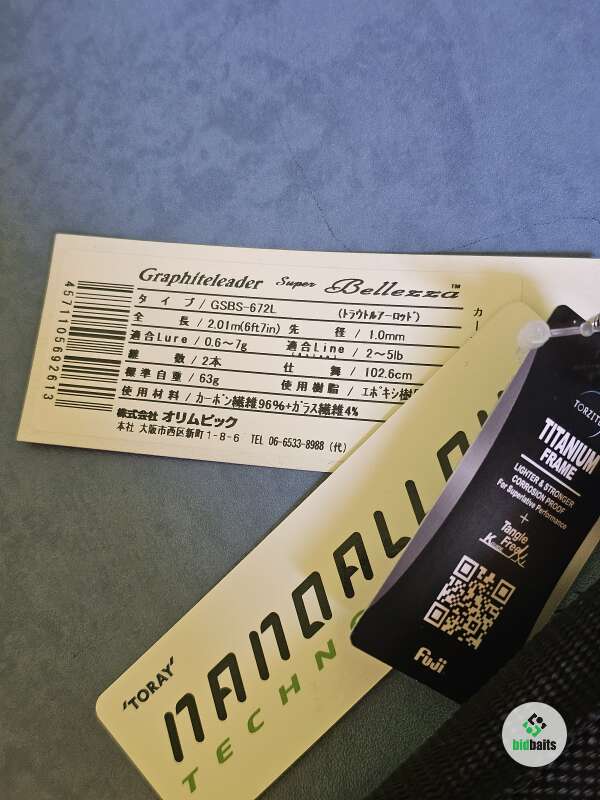 Graphiteleader Super Bellezza™
タイプ / GSBS-672L (トラウトルアーロッド)
全長 / 2.01m(6ft7in) 先径 / 1.0mm
適合Lure / 0.6～7g 適合Line / 2～5lb
継数 / 2本 仕舞 / 102.6cm
標準自重 / 63g 使用樹脂 / エポキシ樹
使用材料 / カーボン繊維96%+ガラス繊維4%
株式会社 オリムピック
本社 大阪市西区新町1-8-6 TEL 06-6533-8988 (代)
4571105692613
カー
'TORAY'
NANOALLOY
TECHNO
TORZITE
TITANIUM
FRAME
LIGHTER & STRONGER
CORROSION PROOF
For Superlative Performance
+
Tangle
Free
K
Fuji
bidbaits